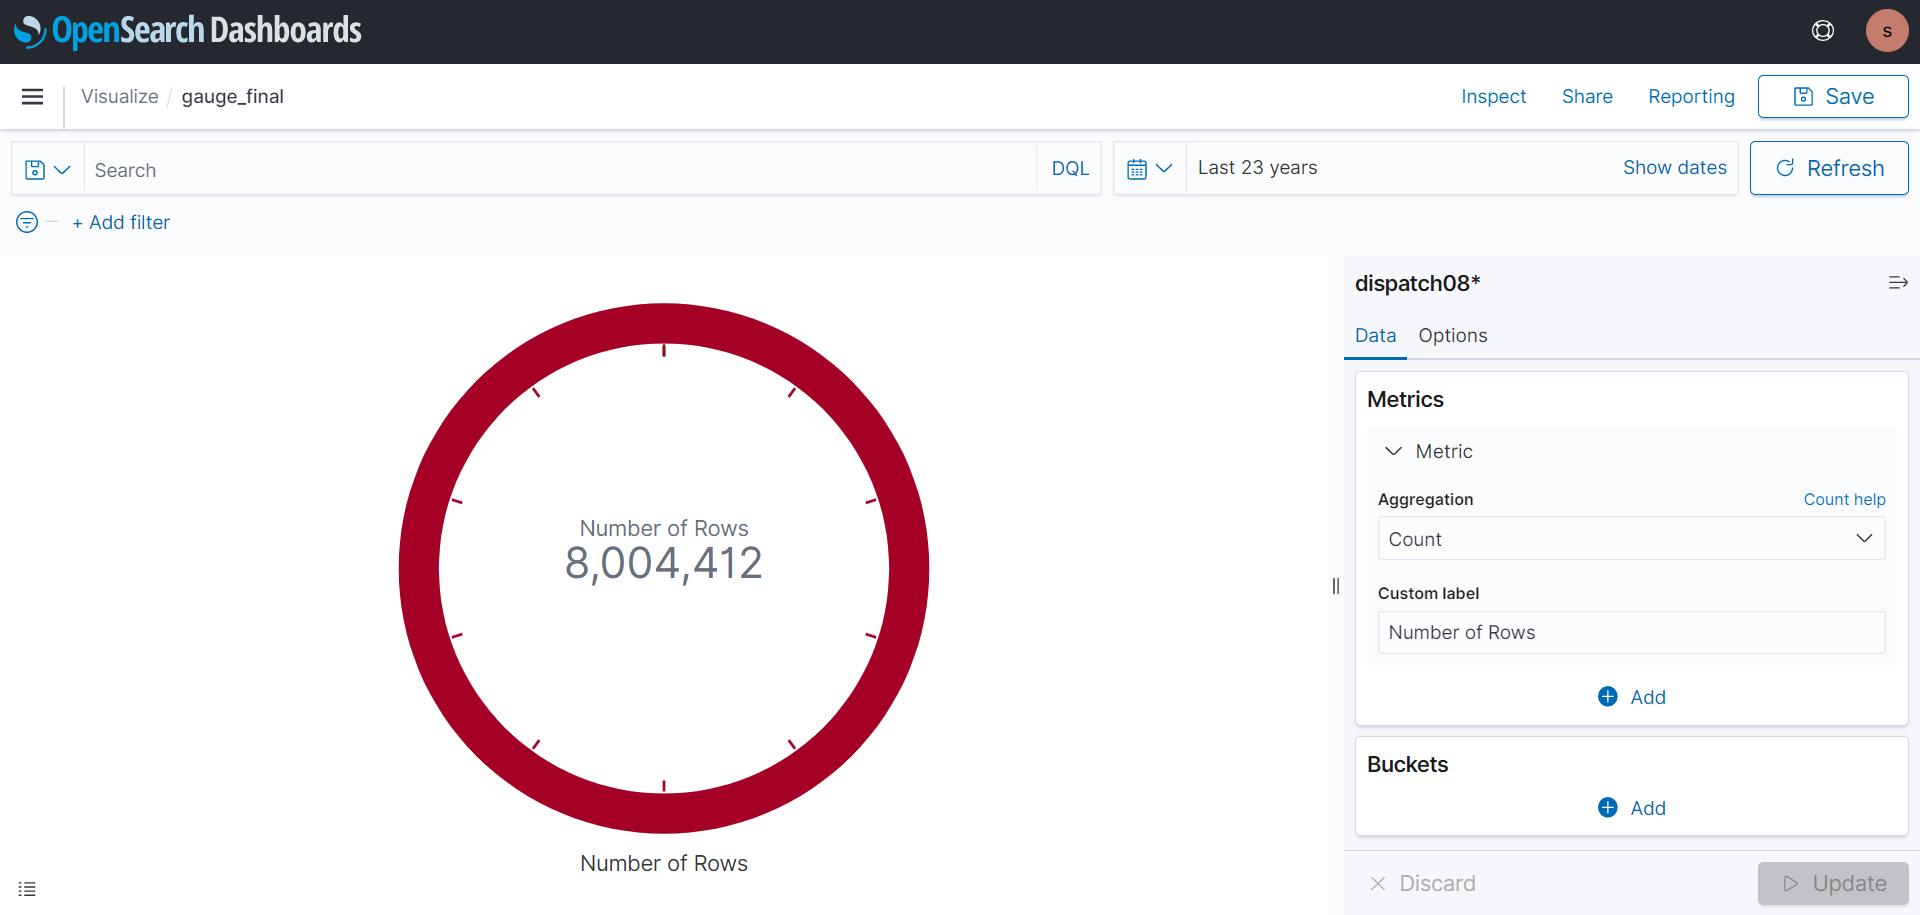 OpenSearch Dashboards
s
Visualize / gauge_final
Inspect
Share
Reporting
Save
Search
DQL
Last 23 years
Show dates
Refresh
+ Add filter
Number of Rows
8,004,412
Number of Rows
dispatch08*
Data
Options
Metrics
Metric
Aggregation
Count help
Count
Custom label
Number of Rows
Add
Buckets
Add
Discard
Update